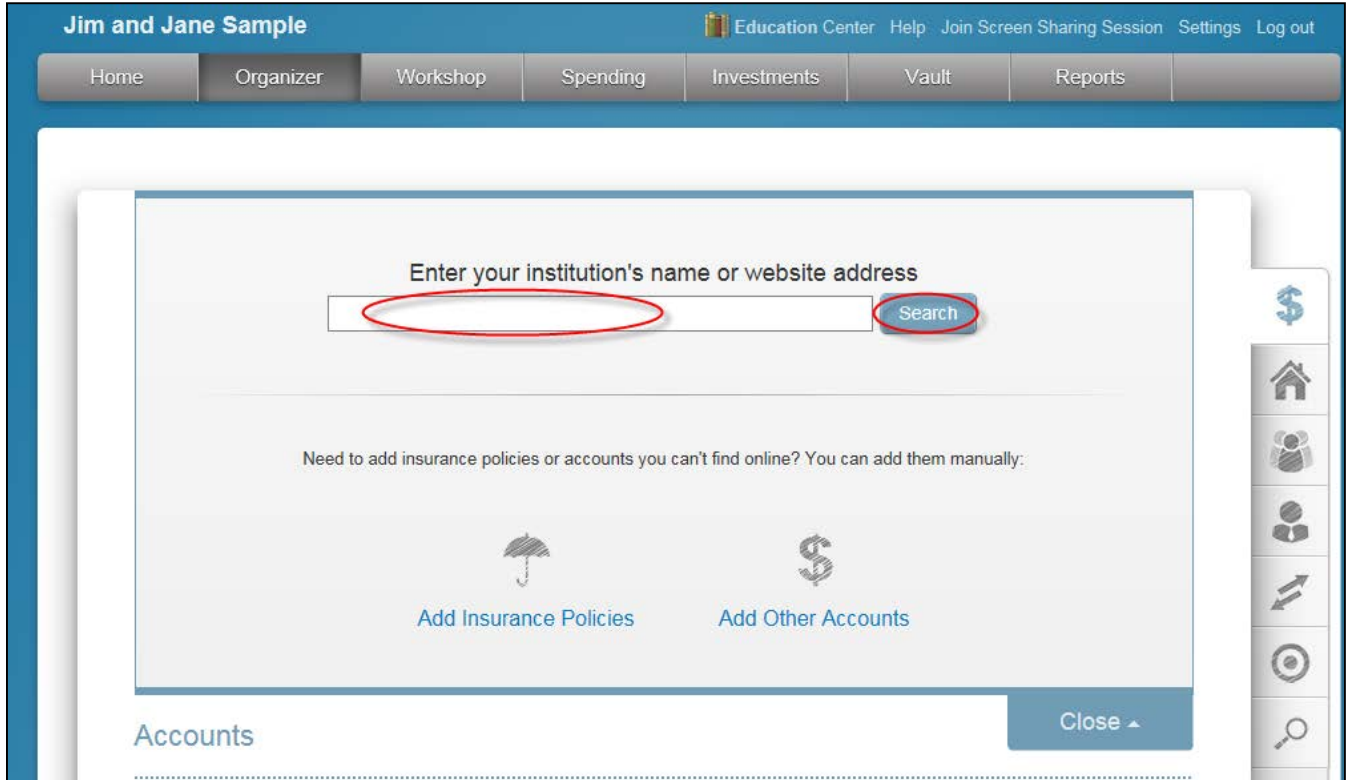 Jim and Jane Sample
Education Center Help Join Screen Sharing Session Settings Log out
Home Organizer Workshop Spending Investments Vault Reports
Enter your institution's name or website address
Search
Need to add insurance policies or accounts you can't find online? You can add them manually:
Add Insurance Policies Add Other Accounts
Close
Accounts